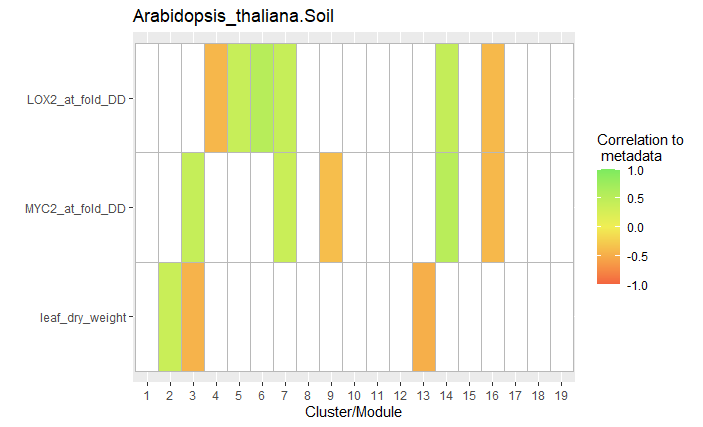 Arabidopsis_thaliana.Soil
LOX2_at_fold_DD
MYC2_at_fold_DD
leaf_dry_weight
1 2 3 4 5 6 7 8 9 10 11 12 13 14 15 16 17 18 19
Cluster/Module
Correlation to
metadata
1.0
0.5
0.0
-0.5
-1.0